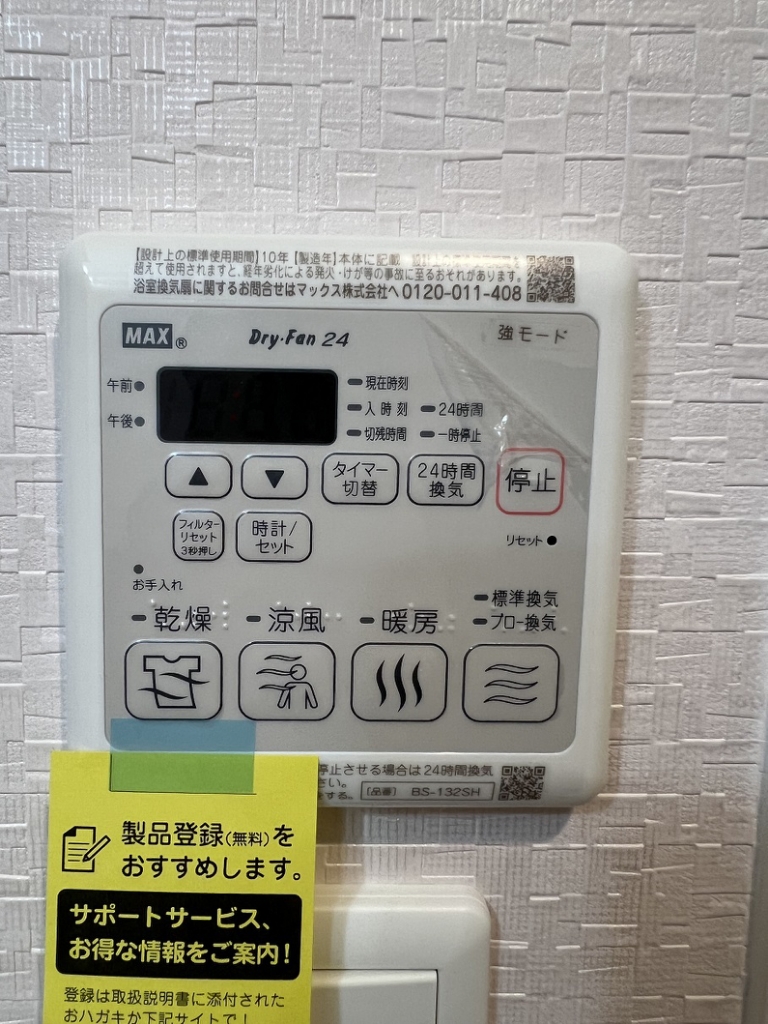 【設計上の標準使用期間】10年【製造年】本体に記載
超えて使用されますと、経年劣化による発火・けが等の事故に至るおそれがあります。
浴室換気扇に関するお問合せはマックス株式会社へ 0120-011-408
MAX® Dry・Fan 24 強モード
午前 現在時刻
午後 入時刻 24時間
切残時間 一時停止
▲ ▼ タイマー切替 24時間換気 停止
フィルターリセット3秒押し 時計/セット リセット
お手入れ
標準換気
乾燥 涼風 暖房 プロー換気
停止させる場合は24時間換気
さい。
する。 [品番] BS-132SH
製品登録(無料)を
おすすめします。
サポートサービス、
お得な情報をご案内!
登録は取扱説明書に添付された
おハガキか下記サイトで!